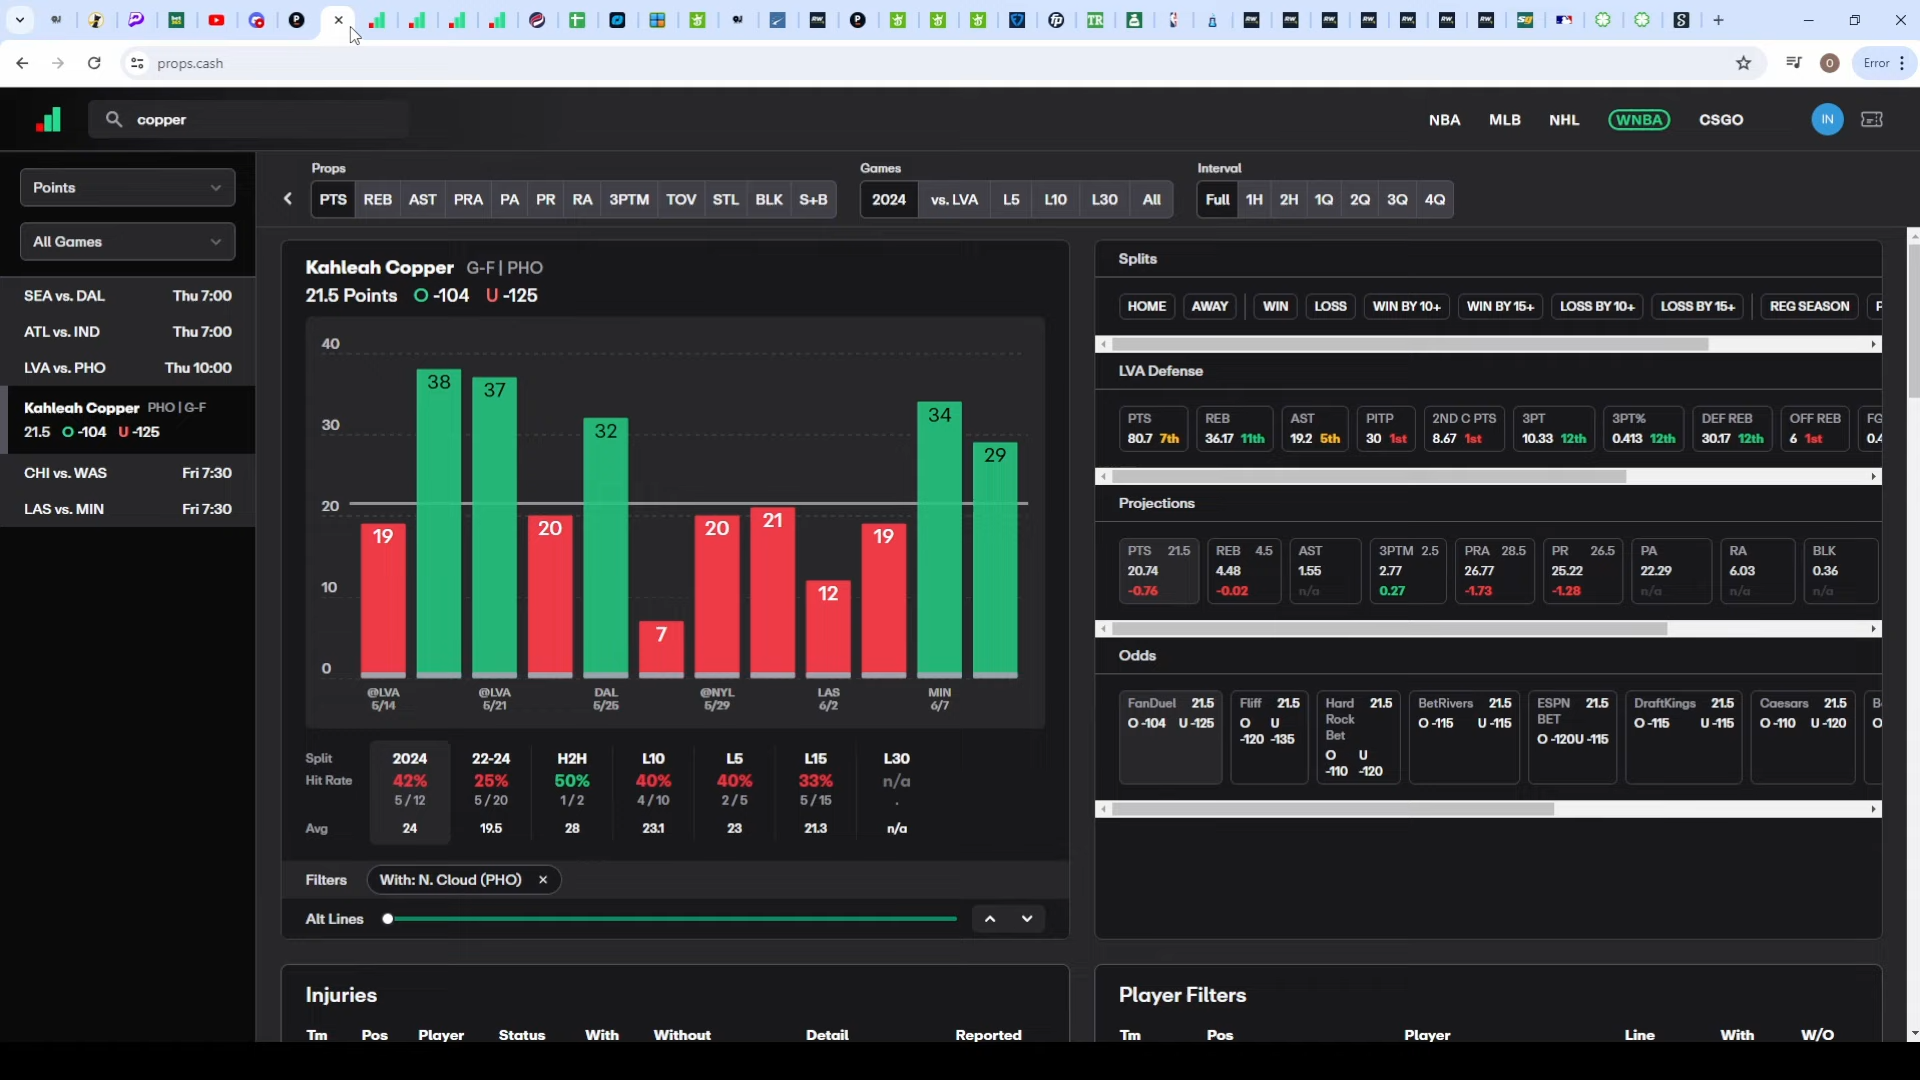 props.cash
Error
copper
NBA MLB NHL WNBA CSGO
IN
Points
All Games
SEA vs. DAL Thu 7:00
ATL vs. IND Thu 7:00
LVA vs. PHO Thu 10:00
Kahleah Copper PHO | G-F
21.5 O -104 U -125
CHI vs. WAS Fri 7:30
LAS vs. MIN Fri 7:30
Props Games Interval
PTS REB AST PRA PA PR RA 3PTM TOV STL BLK S+B
2024 vs. LVA L5 L10 L30 All
Full 1H 2H 1Q 2Q 3Q 4Q
Kahleah Copper G-F | PHO
21.5 Points O -104 U -125
40
30
20
10
0
19 38 37 20 32 7 20 21 12 19 34 29
@LVA @LVA DAL @NYL LAS MIN
5/14 5/21 5/25 5/29 6/2 6/7
Split 2024 22-24 H2H L10 L5 L15 L30
Hit Rate 42% 25% 50% 40% 40% 33% n/a
5 / 12 5 / 20 1 / 2 4 / 10 2 / 5 5 / 15 .
Avg 24 19.5 28 23.1 23 21.3 n/a
Filters With: N. Cloud (PHO) ×
Alt Lines
Injuries
Tm Pos Player Status With Without Detail Reported
Splits
HOME AWAY WIN LOSS WIN BY 10+ WIN BY 15+ LOSS BY 10+ LOSS BY 15+ REG SEASON P
LVA Defense
PTS REB AST PITP 2ND C PTS 3PT 3PT% DEF REB OFF REB FG
80.7 7th 36.17 11th 19.2 5th 30 1st 8.67 1st 10.33 12th 0.413 12th 30.17 12th 6 1st 0.4
Projections
PTS 21.5 REB 4.5 AST 3PTM 2.5 PRA 28.5 PR 26.5 PA RA BLK
20.74 4.48 1.55 2.77 26.77 25.22 22.29 6.03 0.36
-0.76 -0.02 n/a 0.27 -1.73 -1.28 n/a n/a n/a
Odds
FanDuel 21.5
O -104 U -125
Fliff 21.5
O U
-120 -135
Hard 21.5
Rock
Bet
O U
-110 -120
BetRivers 21.5
O -115 U -115
ESPN 21.5
BET
O -120U -115
DraftKings 21.5
O -115 U -115
Caesars 21.5
O -110 U -120
Player Filters
Tm Pos Player Line With W/O